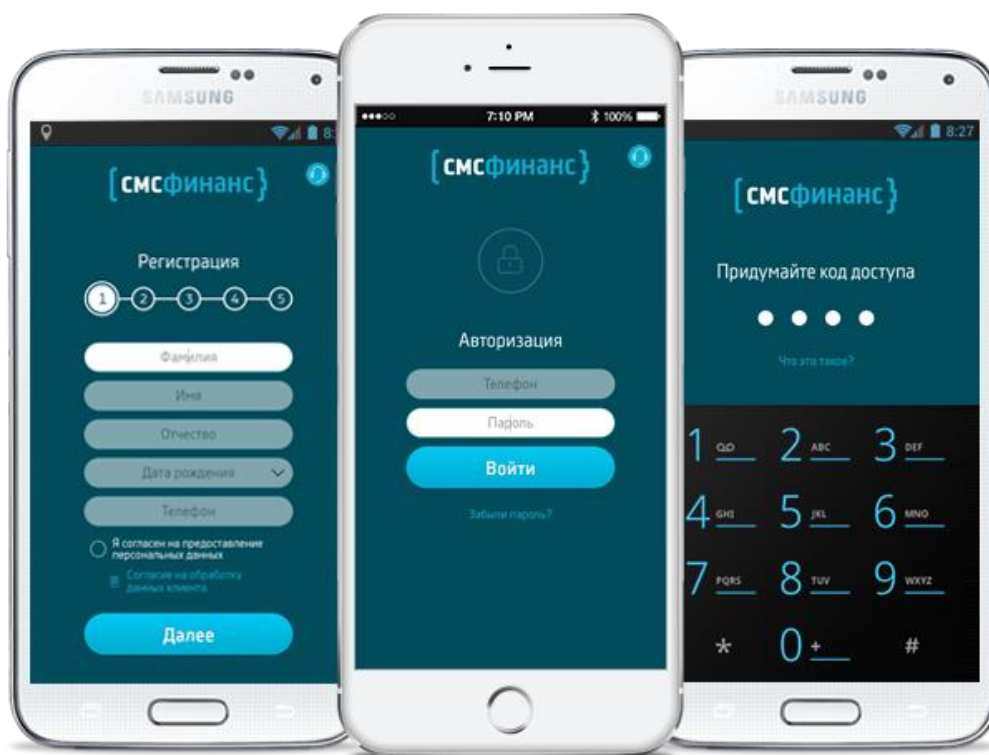 SAMSUNG
8:
{смсфинанс}
Регистрация
1 2 3 4 5
Фамилия
Имя
Отчество
Дата рождения
Телефон
Я согласен на предоставление
персональных данных
Согласие на обработку
данных клиента
Далее
7:10 PM
100%
{смсфинанс}
Авторизация
Телефон
Пароль
Войти
Забыли пароль?
SAMSUNG
8:27
{смсфинанс}
Придумайте код доступа
Что это такое?
1 2 ABC 3 DEF
4 GHI 5 JKL 6 MNO
7 PQRS 8 TUV 9 WXYZ
* 0 + #